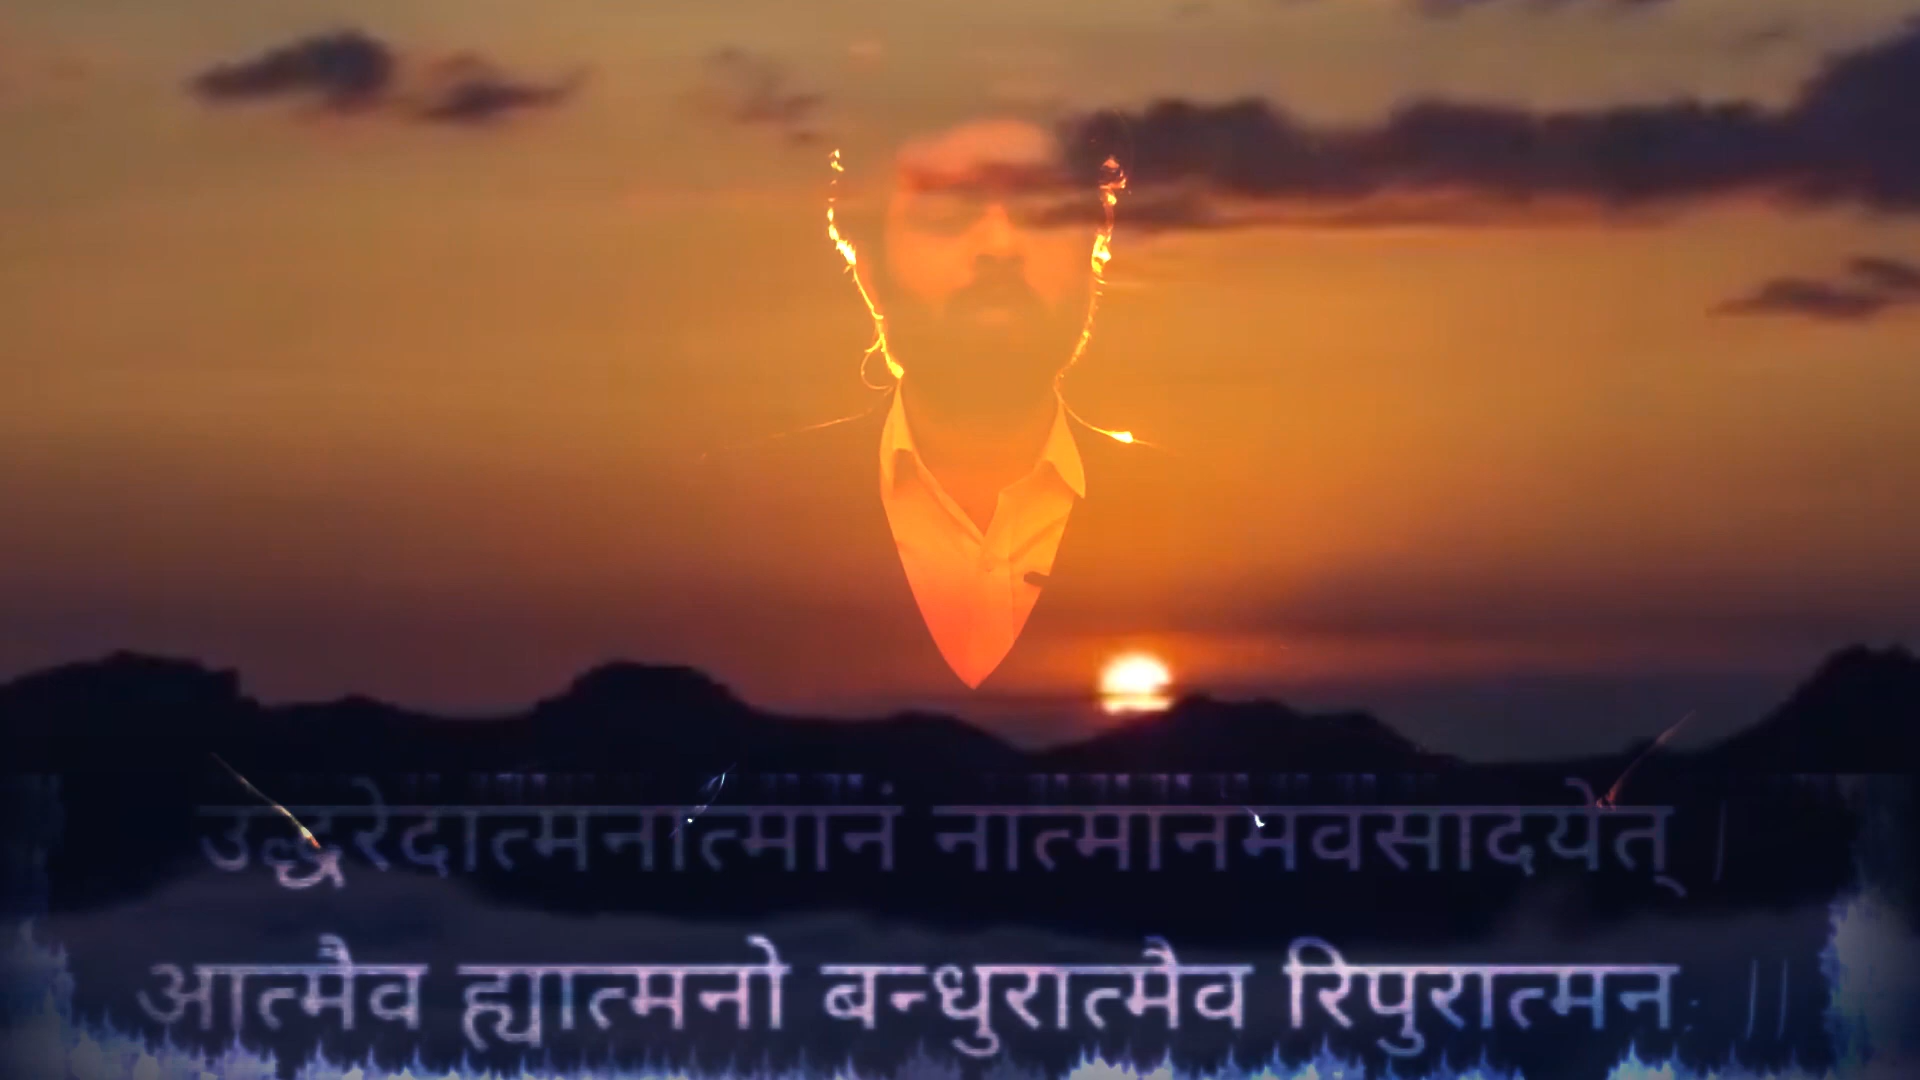 उद्धरेदात्मनात्मानं नात्मानमवसादयेत् |
आत्मैव ह्यात्मनो बन्धुरात्मैव रिपुरात्मनः ||